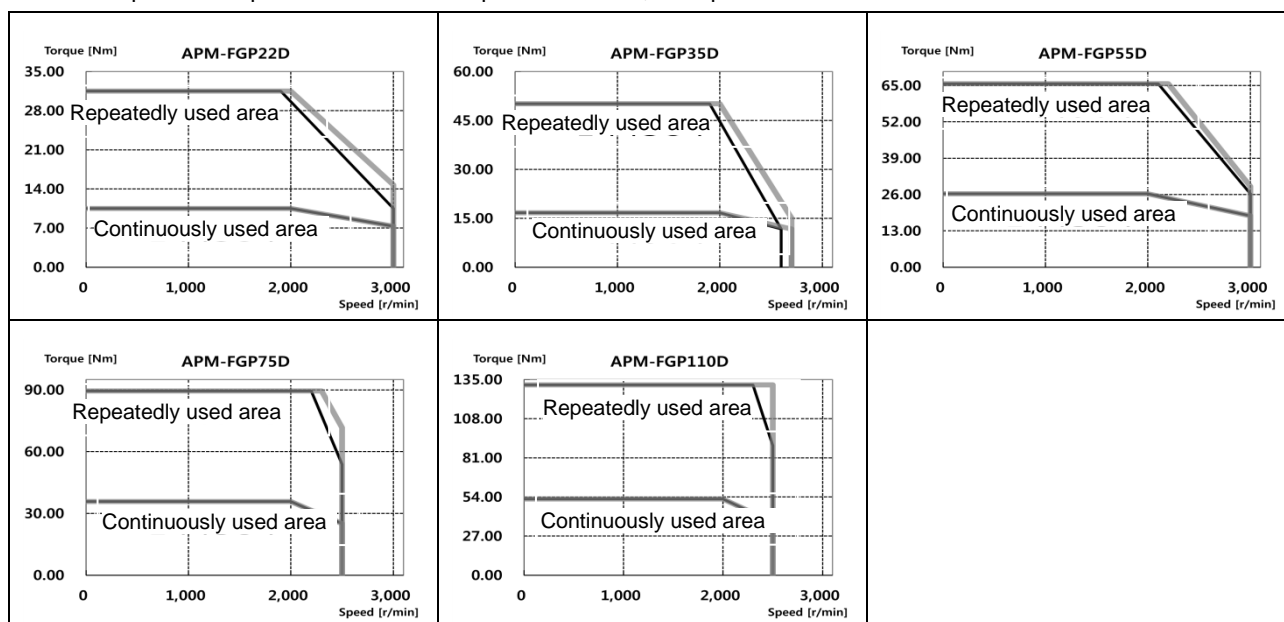 Torque [Nm] APM-FGP22D
35.00
28.00
21.00
14.00
7.00
0.00
Repeatedly used area
Continuously used area
0 1,000 2,000 3,000
Speed [r/min]
Torque [Nm] APM-FGP35D
60.00
45.00
30.00
15.00
0.00
Repeatedly used area
Continuously used area
0 1,000 2,000 3,000
Speed [r/min]
Torque [Nm] APM-FGP55D
65.00
52.00
39.00
26.00
13.00
0.00
Repeatedly used area
Continuously used area
0 1,000 2,000 3,000
Speed [r/min]
Torque [Nm] APM-FGP75D
90.00
60.00
30.00
0.00
Repeatedly used area
Continuously used area
0 1,000 2,000 3,000
Speed [r/min]
Torque [Nm] APM-FGP110D
135.00
108.00
81.00
54.00
27.00
0.00
Repeatedly used area
Continuously used area
0 1,000 2,000 3,000
Speed [r/min]